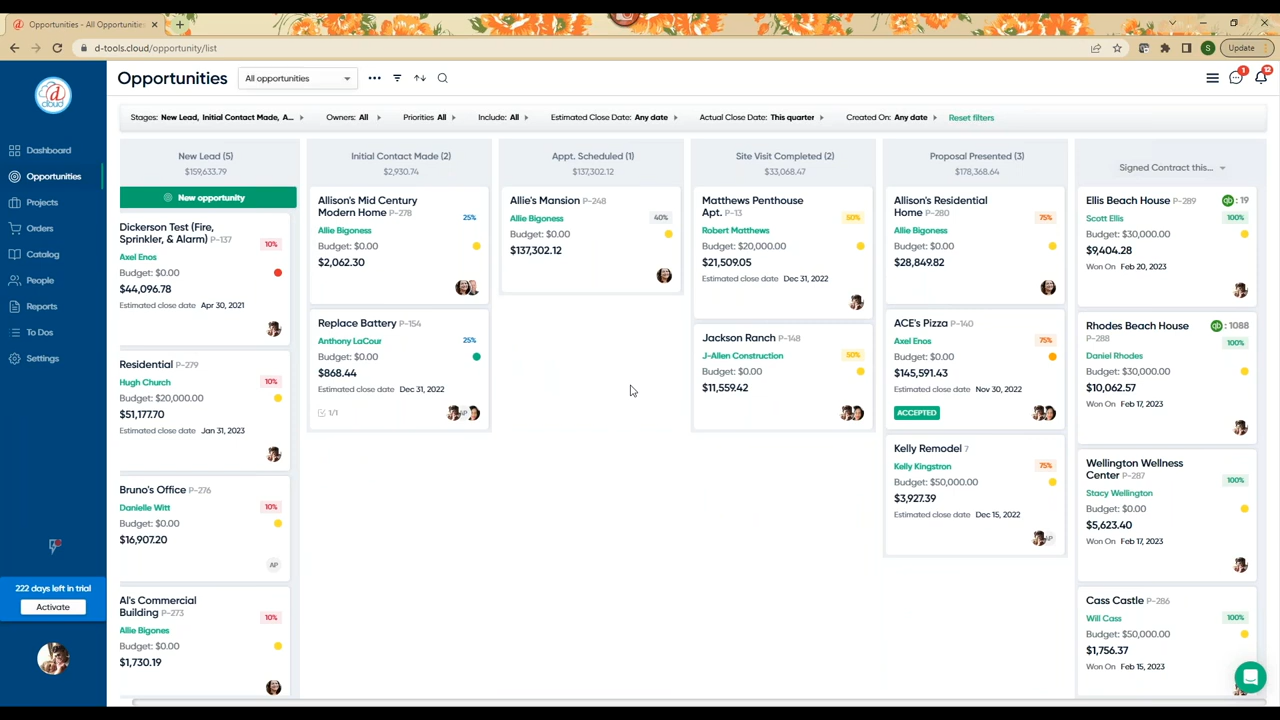 Opportunities - All Opportunities
d-tools.cloud/opportunity/list
S
Update
d
cloud
Dashboard
Opportunities
Projects
Orders
Catalog
People
Reports
To Dos
Settings
222 days left in trial
Activate
Opportunities
All opportunities
1
12
Stages: New Lead, Initial Contact Made, A...
Owners: All
Priorities All
Include: All
Estimated Close Date: Any date
Actual Close Date: This quarter
Created On: Any date
Reset filters
New Lead (5)
$159,633.79
New opportunity
Dickerson Test (Fire,
Sprinkler, & Alarm) P-137
10%
Axel Enos
Budget: $0.00
$44,096.78
Estimated close date Apr 30, 2021
Residential P-279
Hugh Church
10%
Budget: $20,000.00
$51,177.70
Estimated close date Jan 31, 2023
Bruno's Office P-276
Danielle Witt
10%
Budget: $0.00
$16,907.20
AP
Al's Commercial
Building P-273
10%
Allie Bigones
Budget: $0.00
$1,730.19
Initial Contact Made (2)
$2,930.74
Allison's Mid Century
Modern Home P-278
25%
Allie Bigoness
Budget: $0.00
$2,062.30
Replace Battery P-154
Anthony LaCour
25%
Budget: $0.00
$868.44
Estimated close date Dec 31, 2022
1/1
Appt. Scheduled (1)
$137,302.12
Allie's Mansion P-248
Allie Bigoness
40%
Budget: $0.00
$137,302.12
Site Visit Completed (2)
$33,068.47
Matthews Penthouse
Apt. P-13
50%
Robert Matthews
Budget: $20,000.00
$21,509.05
Estimated close date Dec 31, 2022
Jackson Ranch P-148
J-Allen Construction
50%
Budget: $0.00
$11,559.42
Proposal Presented (3)
$178,368.64
Allison's Residential
Home P-280
75%
Allie Bigoness
Budget: $0.00
$28,849.82
ACE's Pizza P-140
Axel Enos
75%
Budget: $0.00
$145,591.43
Estimated close date Nov 30, 2022
ACCEPTED
Kelly Remodel 7
Kelly Kingstron
75%
Budget: $50,000.00
$3,927.39
Estimated close date Dec 15, 2022
Signed Contract this...
Ellis Beach House P-289
qb : 19
Scott Ellis
100%
Budget: $30,000.00
$9,404.28
Won On Feb 20, 2023
Rhodes Beach House
qb : 1088
P-288
100%
Daniel Rhodes
Budget: $30,000.00
$10,062.57
Won On Feb 17, 2023
Wellington Wellness
Center P-287
100%
Stacy Wellington
Budget: $0.00
$5,623.40
Won On Feb 17, 2023
Cass Castle P-286
Will Cass
100%
Budget: $50,000.00
$1,756.37
Won On Feb 15, 2023